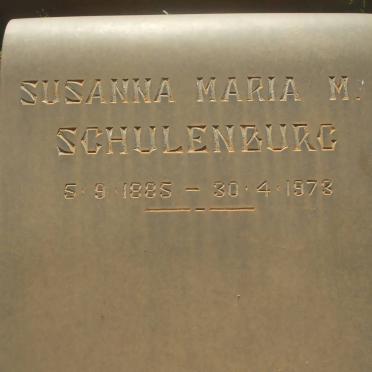 SUSANNA MARIA M.
SCHULENBURG
5·9·1885 – 30·4·1973